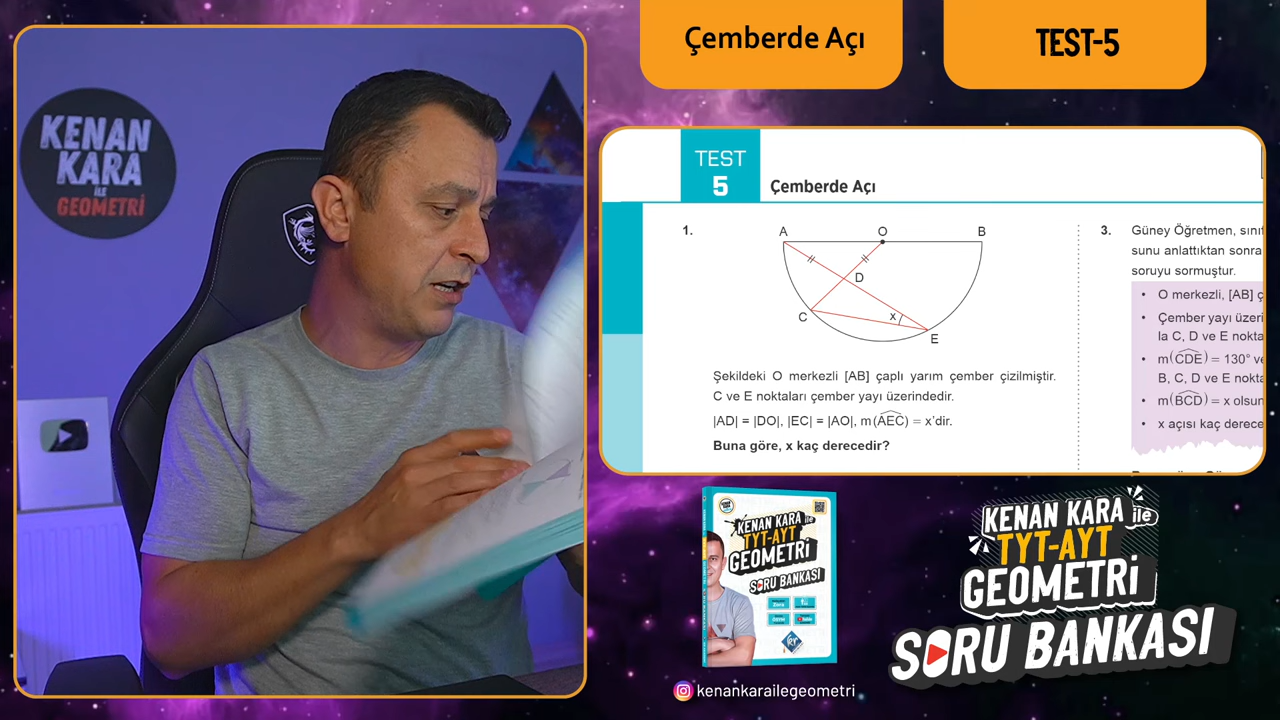 KENAN
KARA
İLE
GEOMETRİ
Çemberde Açı
TEST-5
TEST
5
Çemberde Açı
1.
A
O
B
D
C
x
E
Şekildeki O merkezli [AB] çaplı yarım çember çizilmiştir.
C ve E noktaları çember yayı üzerindedir.
|AD| = |DO|, |EC| = |AO|, m(AEC) = x'dir.
Buna göre, x kaç derecedir?
3.
Güney Öğretmen, sınıf
sunu anlattıktan sonra
soruyu sormuştur.
• O merkezli, [AB] ç
• Çember yayı üzeri
la C, D ve E nokta
• m(CDE) = 130° ve
B, C, D ve E nokta
• m(BCD) = x olsun
• x açısı kaç derece
KENAN KARA ile
TYT-AYT
GEOMETRİ
SORU BANKASI
KENAN KARA ile
TYT-AYT
GEOMETRİ
SORU BANKASI
kenankarailegeometri